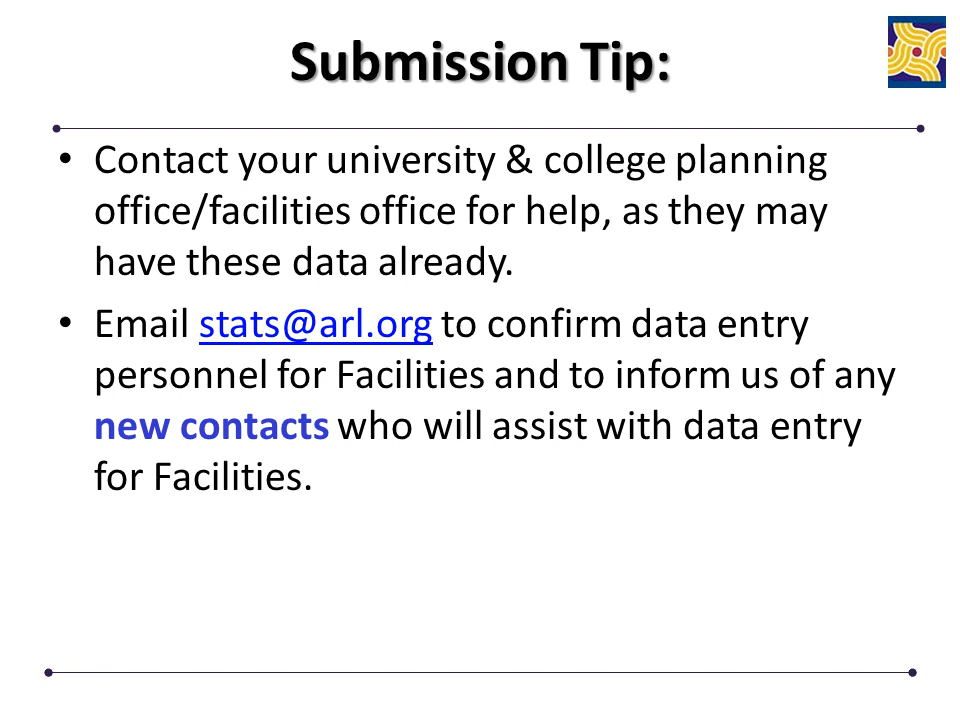 Submission Tip:
• Contact your university & college planning
office/facilities office for help, as they may
have these data already.
• Email stats@arl.org to confirm data entry
personnel for Facilities and to inform us of any
new contacts who will assist with data entry
for Facilities.